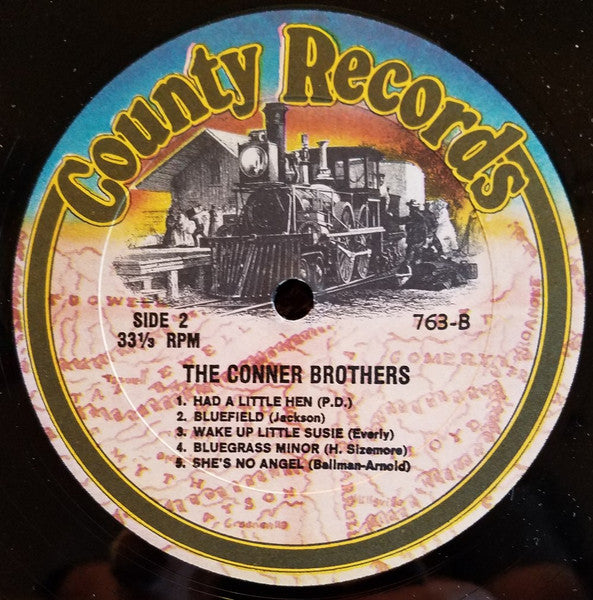 County Records
SIDE 2
33⅓ RPM
763-B
THE CONNER BROTHERS
1. HAD A LITTLE HEN (P.D.)
2. BLUEFIELD (Jackson)
3. WAKE UP LITTLE SUSIE (Everly)
4. BLUEGRASS MINOR (H. Sizemore)
5. SHE'S NO ANGEL (Ballman-Arnold)
ROANOKE